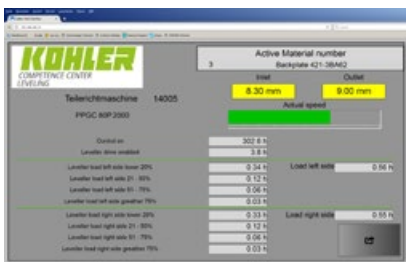 KOHLER
COMPETENCE CENTER
LEVELING
Active Material number
3 Backplate 421-3BA62
Inlet Outlet
8.30 mm 9.00 mm
Teilerichtmaschine 14005
Actual speed
PPGC 80P.2000
Control on 302.6 h
Leveller drive enabled 3.8 h
Leveller load left side lower 20% 0.34 h Load left side 0.56 h
Leveller load left side 21 - 50% 0.12 h
Leveller load left side 51 - 75% 0.06 h
Leveller load left side greather 75% 0.03 h
Leveller load right side lower 20% 0.33 h Load right side 0.55 h
Leveller load right side 21 - 50% 0.12 h
Leveller load right side 51 - 75% 0.06 h
Leveller load right side greather 75% 0.03 h